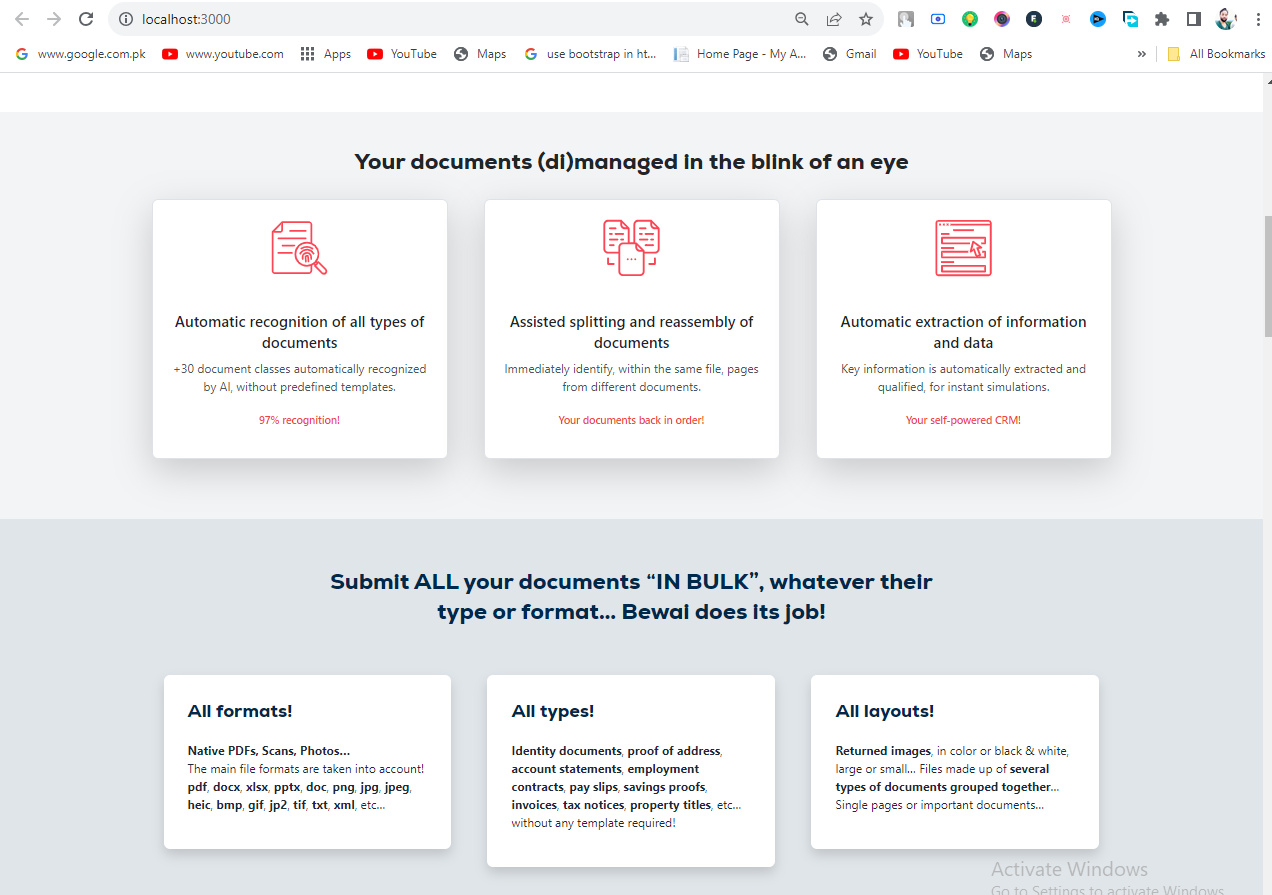 localhost:3000
www.google.com.pk www.youtube.com Apps YouTube Maps use bootstrap in ht... Home Page - My A... Gmail YouTube Maps » All Bookmarks
Your documents (di)managed in the blink of an eye
Automatic recognition of all types of
documents
+30 document classes automatically recognized
by AI, without predefined templates.
97% recognition!
Assisted splitting and reassembly of
documents
Immediately identify, within the same file, pages
from different documents.
Your documents back in order!
Automatic extraction of information
and data
Key information is automatically extracted and
qualified, for instant simulations.
Your self-powered CRM!
Submit ALL your documents “IN BULK”, whatever their
type or format... Bewai does its job!
All formats!
Native PDFs, Scans, Photos...
The main file formats are taken into account!
pdf, docx, xlsx, pptx, doc, png, jpg, jpeg,
heic, bmp, gif, jp2, tif, txt, xml, etc...
All types!
Identity documents, proof of address,
account statements, employment
contracts, pay slips, savings proofs,
invoices, tax notices, property titles, etc...
without any template required!
All layouts!
Returned images, in color or black & white,
large or small... Files made up of several
types of documents grouped together...
Single pages or important documents...
Activate Windows
Go to Settings to activate Windows.